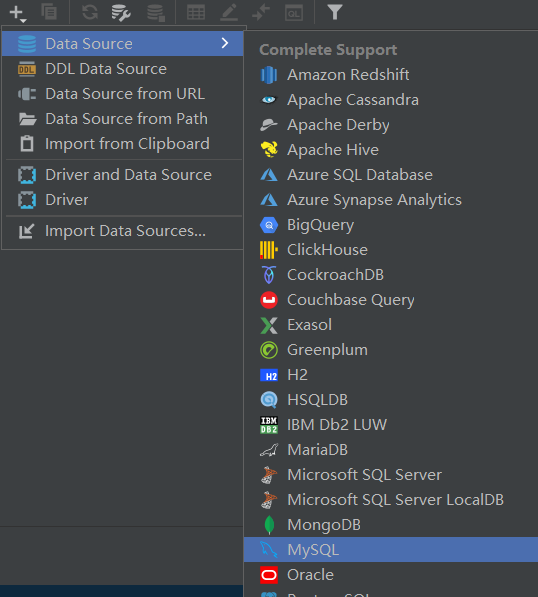 Data Source
DDL Data Source
Data Source from URL
Data Source from Path
Import from Clipboard
Driver and Data Source
Driver
Import Data Sources...
Complete Support
Amazon Redshift
Apache Cassandra
Apache Derby
Apache Hive
Azure SQL Database
Azure Synapse Analytics
BigQuery
ClickHouse
CockroachDB
Couchbase Query
Exasol
Greenplum
H2
HSQLDB
IBM Db2 LUW
MariaDB
Microsoft SQL Server
Microsoft SQL Server LocalDB
MongoDB
MySQL
Oracle